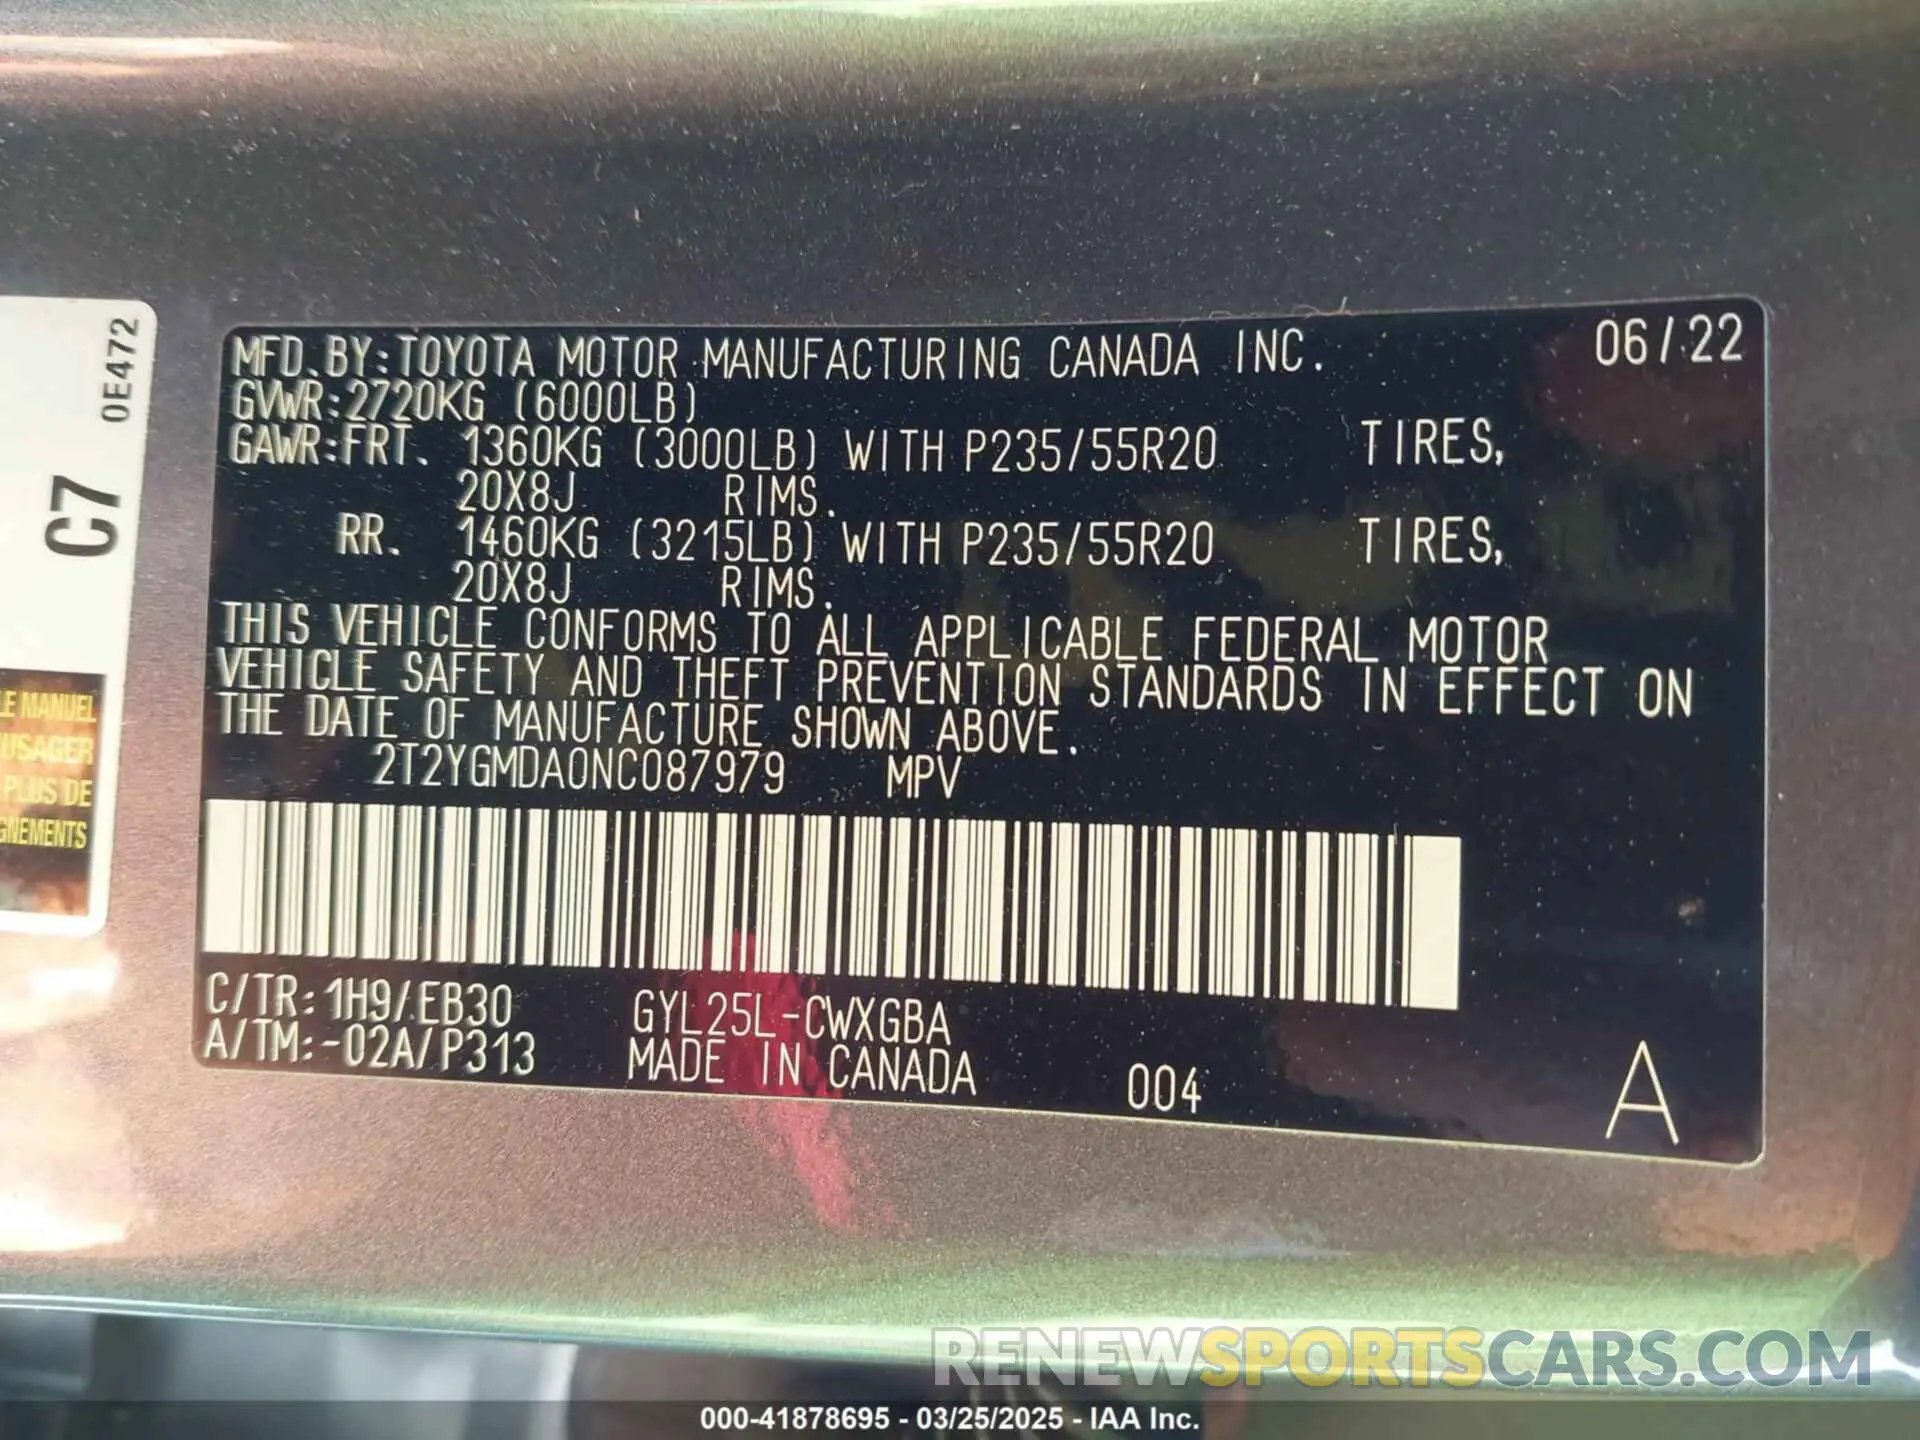 MFD. BY: TOYOTA MOTOR MANUFACTURING CANADA INC. 06/22
GVWR: 2720KG (6000LB)
GAWR: FRT. 1360KG (3000LB) WITH P235/55R20 TIRES,
20X8J RIMS.
RR. 1460KG (3215LB) WITH P235/55R20 TIRES,
20X8J RIMS.
THIS VEHICLE CONFORMS TO ALL APPLICABLE FEDERAL MOTOR
VEHICLE SAFETY AND THEFT PREVENTION STANDARDS IN EFFECT ON
THE DATE OF MANUFACTURE SHOWN ABOVE.
2T2YGMDA0NC087979 MPV
C/TR: 1H9/EB30 GYL25L-CWXGBA
A/TM: -02A/P313 MADE IN CANADA 004 A
0E472
C7
LE MANUEL
USAGER
PLUS DE
GNEMENTS
RENEWSPORTSCARS.COM
000-41878695 - 03/25/2025 - IAA Inc.